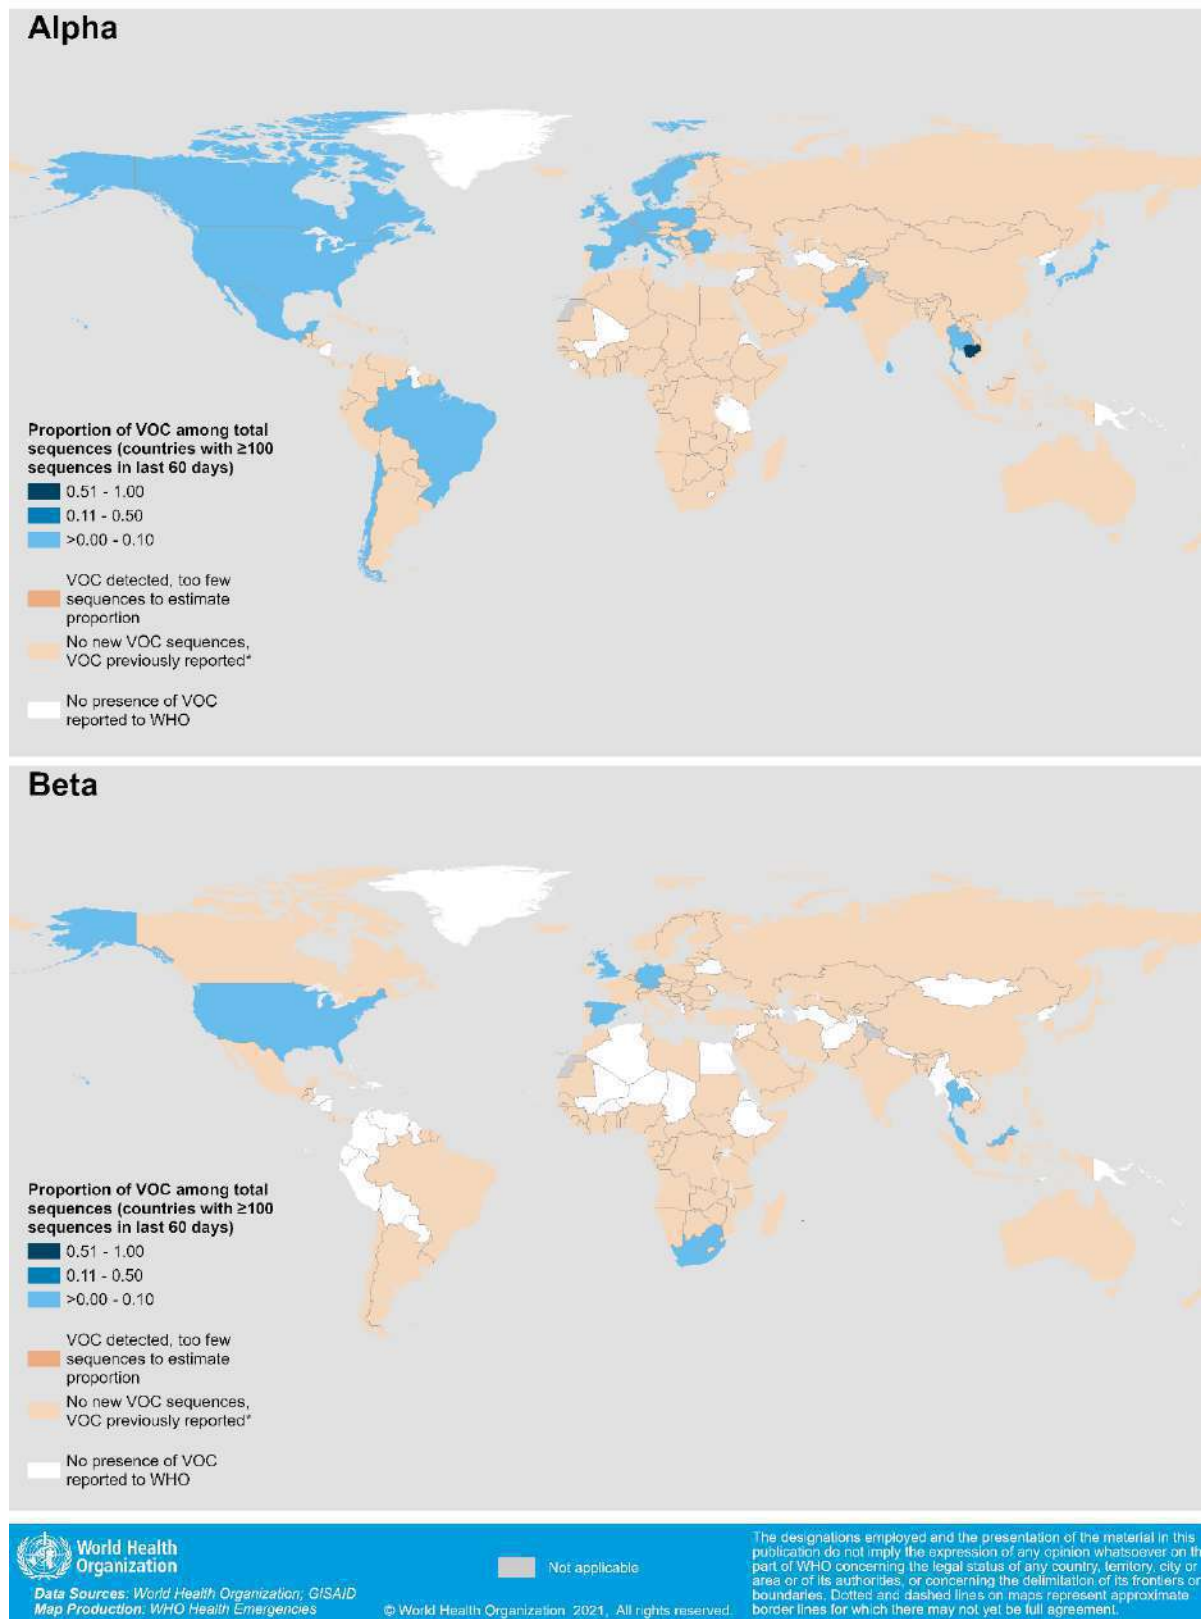 Alpha
Proportion of VOC among total
sequences (countries with ≥100
sequences in last 60 days)
0.51 - 1.00
0.11 - 0.50
>0.00 - 0.10
VOC detected, too few
sequences to estimate
proportion
No new VOC sequences,
VOC previously reported*
No presence of VOC
reported to WHO
Beta
Proportion of VOC among total
sequences (countries with ≥100
sequences in last 60 days)
0.51 - 1.00
0.11 - 0.50
>0.00 - 0.10
VOC detected, too few
sequences to estimate
proportion
No new VOC sequences,
VOC previously reported*
No presence of VOC
reported to WHO
World Health
Organization
Data Sources: World Health Organization; GISAID
Map Production: WHO Health Emergencies
Not applicable
© World Health Organization 2021, All rights reserved.
The designations employed and the presentation of the material in this
publication do not imply the expression of any opinion whatsoever on th
part of WHO concerning the legal status of any country, territory, city or
area or of its authorities, or concerning the delimitation of its frontiers or
boundaries. Dotted and dashed lines on maps represent approximate
border lines for which there may not yet be full agreement.